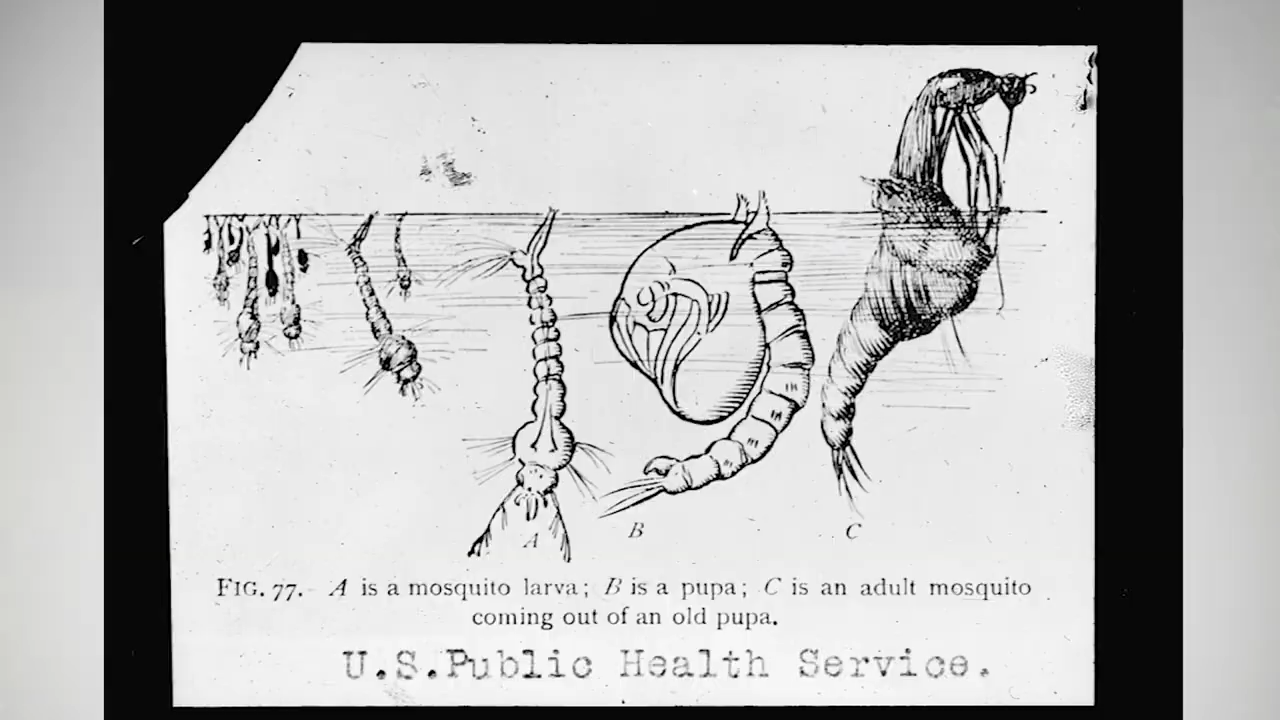 A B C
FIG. 77. A is a mosquito larva; B is a pupa; C is an adult mosquito
coming out of an old pupa.
U.S.Public Health Service.